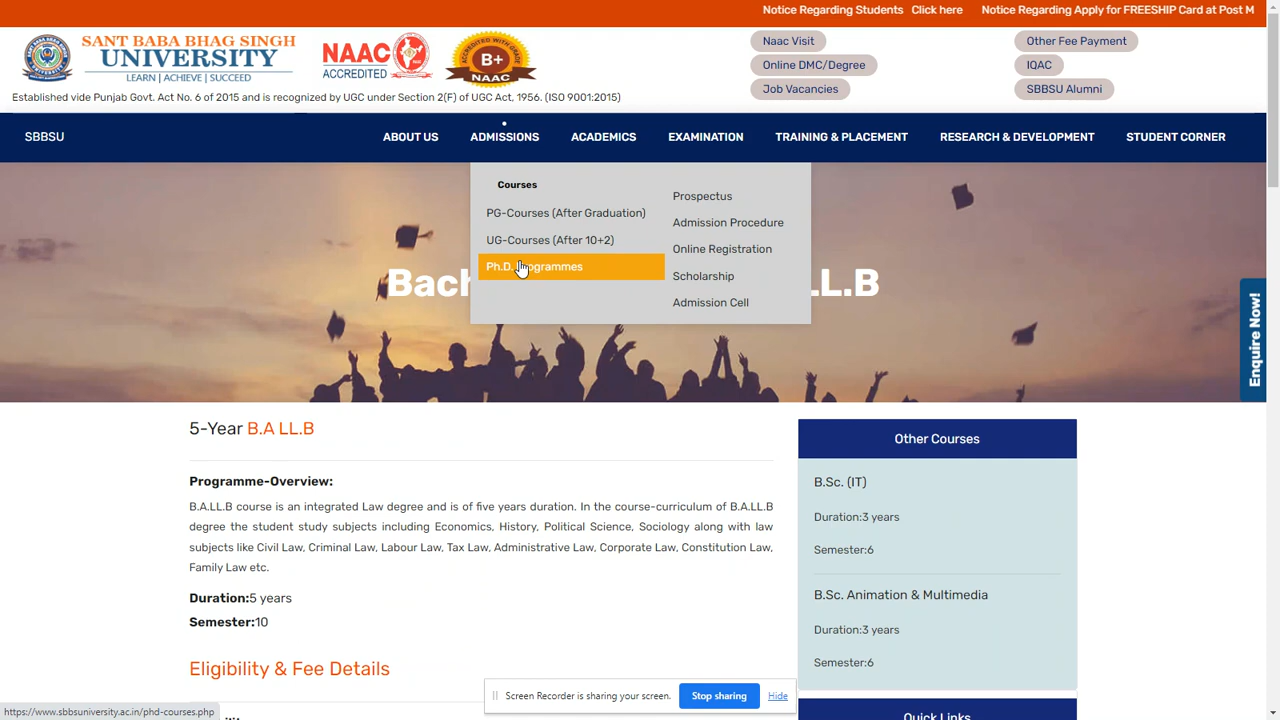 Notice Regarding Students Click here Notice Regarding Apply for FREESHIP Card at Post M
SANT BABA BHAG SINGH
UNIVERSITY
LEARN | ACHIEVE | SUCCEED
NAAC
ACCREDITED
ACCREDITED WITH GRADE
B+
NAAC
Established vide Punjab Govt. Act No. 6 of 2015 and is recognized by UGC under Section 2(F) of UGC Act, 1956. (ISO 9001:2015)
Naac Visit
Other Fee Payment
Online DMC/Degree
IQAC
Job Vacancies
SBBSU Alumni
SBBSU
ABOUT US
ADMISSIONS
ACADEMICS
EXAMINATION
TRAINING & PLACEMENT
RESEARCH & DEVELOPMENT
STUDENT CORNER
Courses
PG-Courses (After Graduation)
UG-Courses (After 10+2)
Ph.D. Programmes
Prospectus
Admission Procedure
Online Registration
Scholarship
Admission Cell
Enquire Now!
5-Year B.A LL.B
Programme-Overview:
B.A.LL.B course is an integrated Law degree and is of five years duration. In the course-curriculum of B.A.LL.B
degree the student study subjects including Economics, History, Political Science, Sociology along with law
subjects like Civil Law, Criminal Law, Labour Law, Tax Law, Administrative Law, Corporate Law, Constitution Law,
Family Law etc.
Duration:5 years
Semester:10
Eligibility & Fee Details
Other Courses
B.Sc. (IT)
Duration:3 years
Semester:6
B.Sc. Animation & Multimedia
Duration:3 years
Semester:6
Quick Links
Screen Recorder is sharing your screen.
Stop sharing
Hide
https://www.sbbsuniversity.ac.in/phd-courses.php